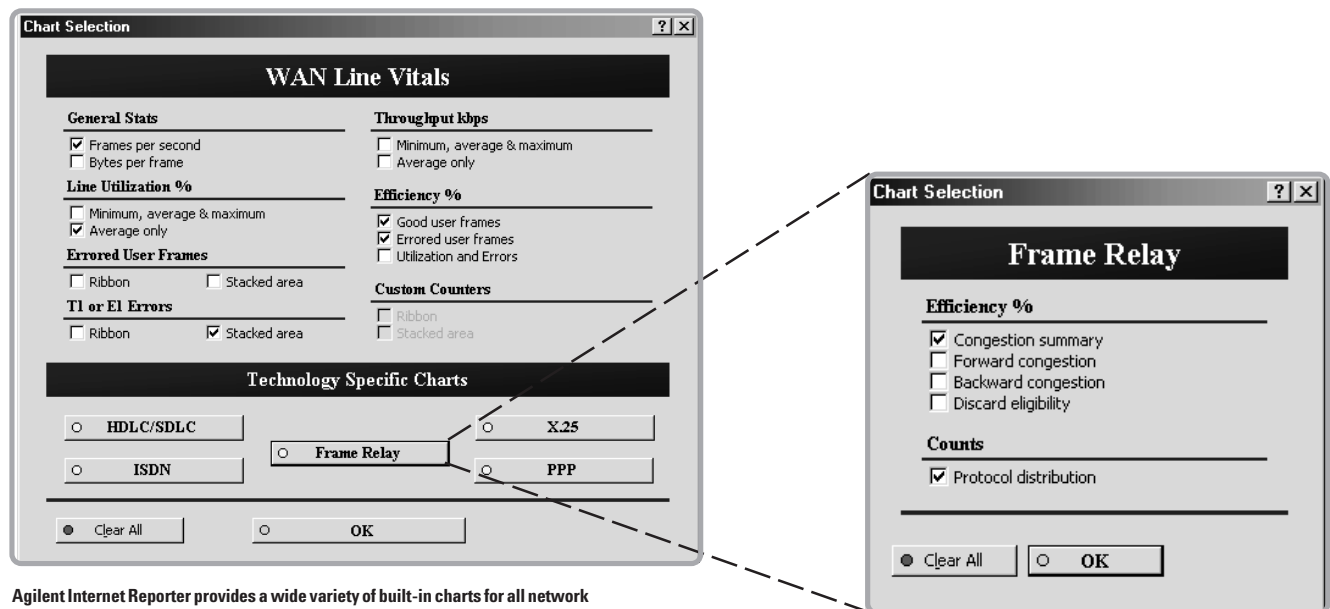 Chart Selection
WAN Line Vitals
General Stats
Frames per second
Bytes per frame
Line Utilization %
Minimum, average & maximum
Average only
Errored User Frames
Ribbon Stacked area
T1 or E1 Errors
Ribbon Stacked area
Throughput kbps
Minimum, average & maximum
Average only
Efficiency %
Good user frames
Errored user frames
Utilization and Errors
Custom Counters
Ribbon
Stacked area
Technology Specific Charts
HDLC/SDLC
ISDN
Frame Relay
X.25
PPP
Clear All
OK
Agilent Internet Reporter provides a wide variety of built-in charts for all network
Chart Selection
Frame Relay
Efficiency %
Congestion summary
Forward congestion
Backward congestion
Discard eligibility
Counts
Protocol distribution
Clear All
OK